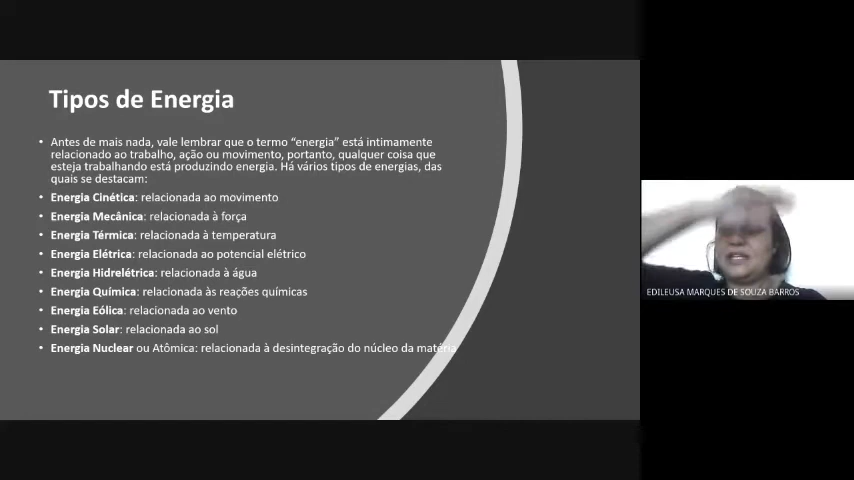 Tipos de Energia
• Antes de mais nada, vale lembrar que o termo “energia” está intimamente
relacionado ao trabalho, ação ou movimento, portanto, qualquer coisa que
esteja trabalhando está produzindo energia. Há vários tipos de energias, das
quais se destacam:
• Energia Cinética: relacionada ao movimento
• Energia Mecânica: relacionada à força
• Energia Térmica: relacionada à temperatura
• Energia Elétrica: relacionada ao potencial elétrico
• Energia Hidrelétrica: relacionada à água
• Energia Química: relacionada às reações químicas
• Energia Eólica: relacionada ao vento
• Energia Solar: relacionada ao sol
• Energia Nuclear ou Atômica: relacionada à desintegração do núcleo da matéria
EDILEUSA MARQUES DE SOUZA BARROS